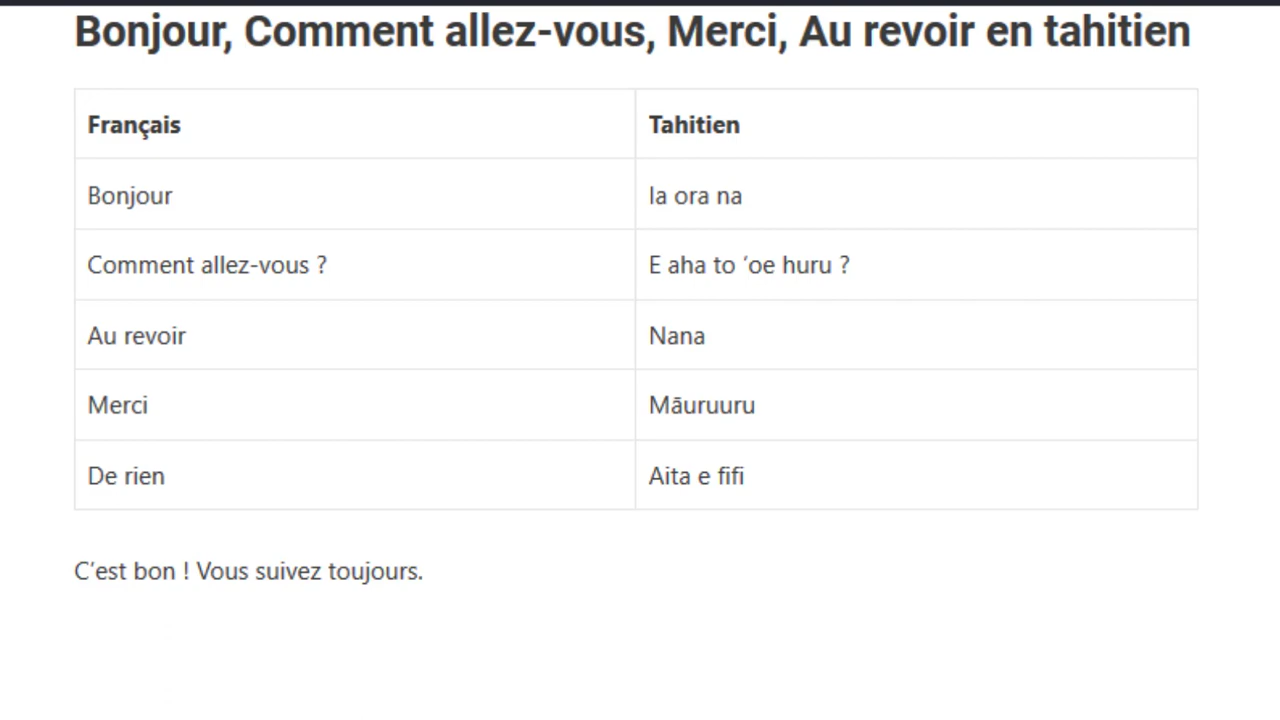 Bonjour, Comment allez-vous, Merci, Au revoir en tahitien
Français Tahitien
Bonjour Ia ora na
Comment allez-vous ? E aha to ‘oe huru ?
Au revoir Nana
Merci Māuruuru
De rien Aita e fifi
C’est bon ! Vous suivez toujours.